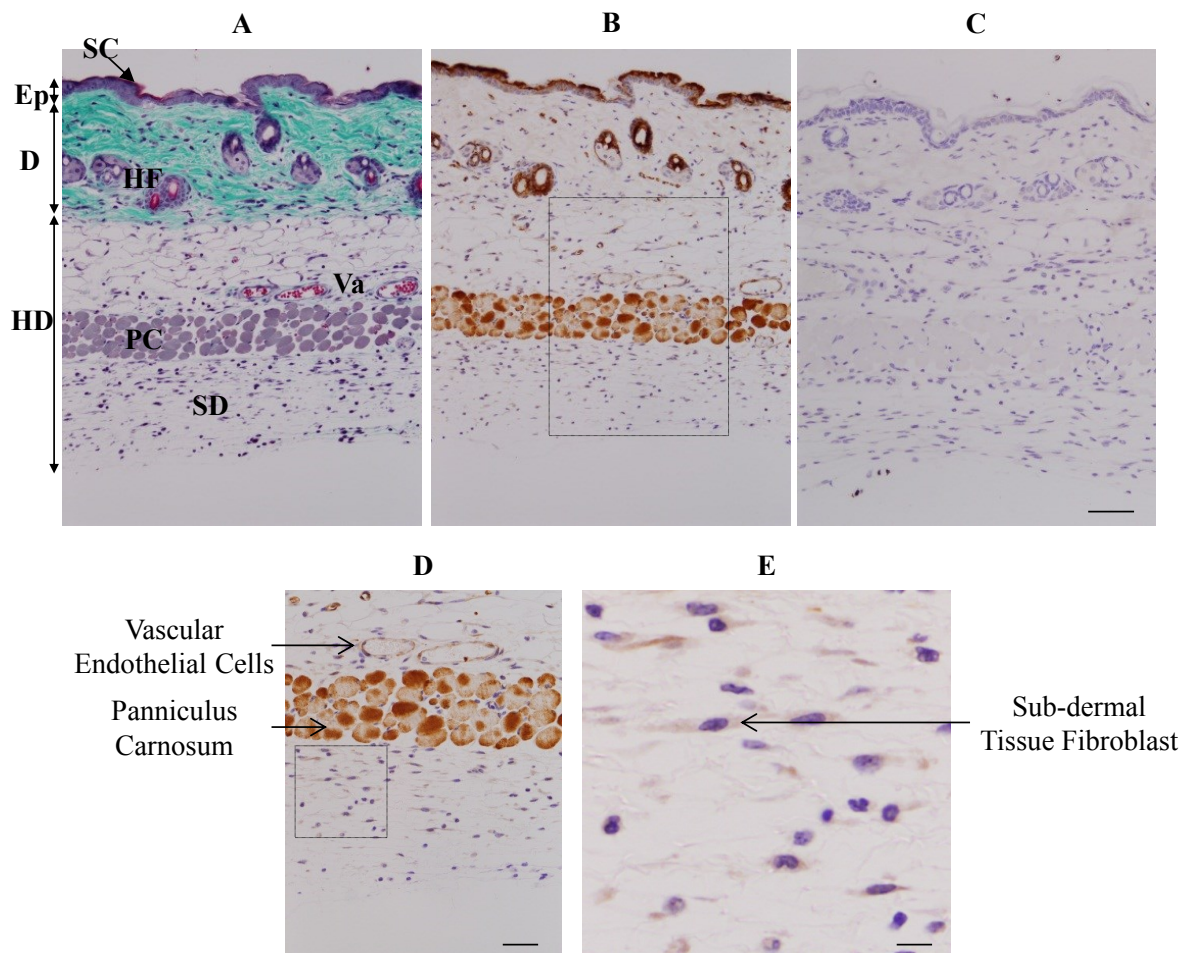 A
B
C
SC
Ep
D
HF
HD
Va
PC
SD
D
E
Vascular
Endothelial Cells
Panniculus
Carnosum
Sub-dermal
Tissue Fibroblast